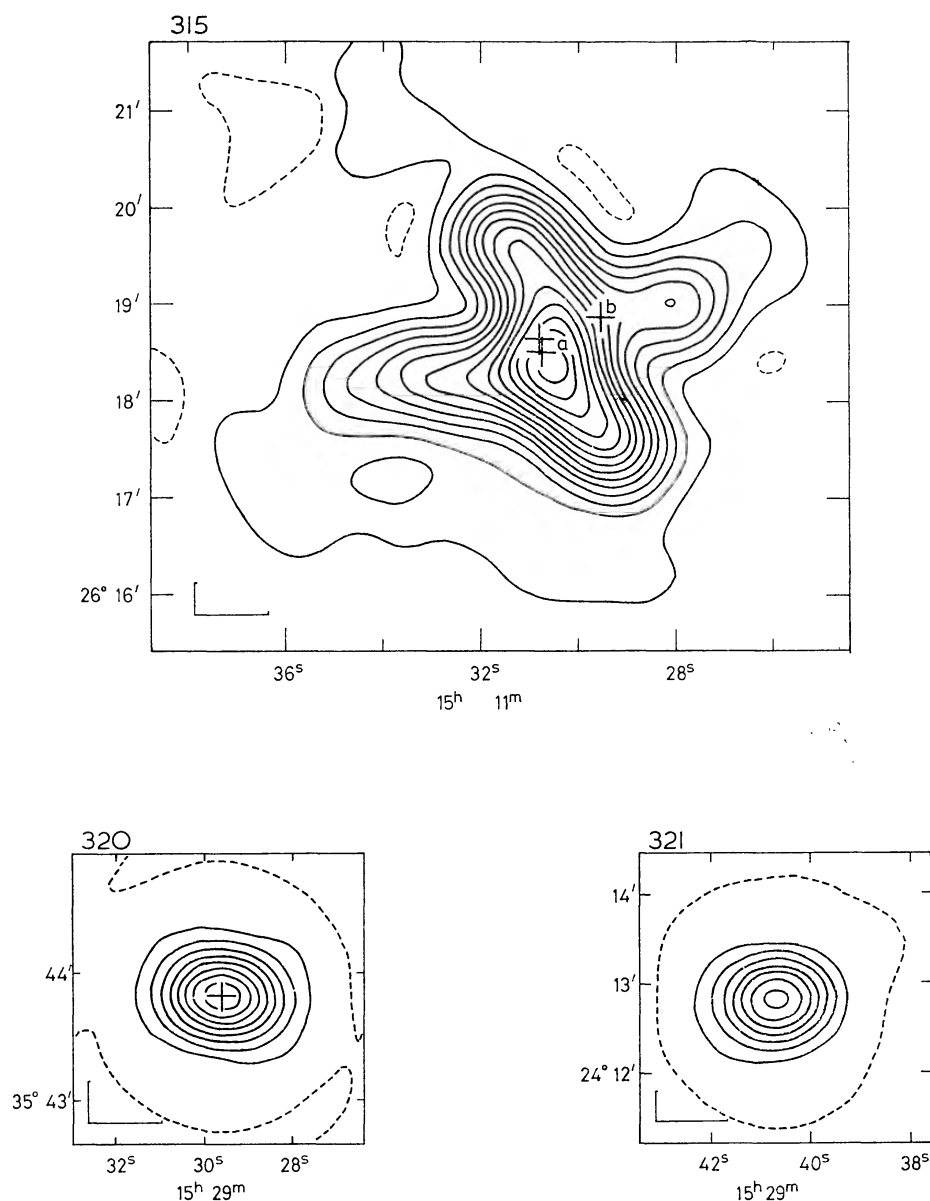 315
21′
20′
19′
18′
17′
26° 16′
a
b
36ˢ 32ˢ 28ˢ
15ʰ 11ᵐ
320
44′
35° 43′
32ˢ 30ˢ 28ˢ
15ʰ 29ᵐ
321
14′
13′
24° 12′
42ˢ 40ˢ 38ˢ
15ʰ 29ᵐ